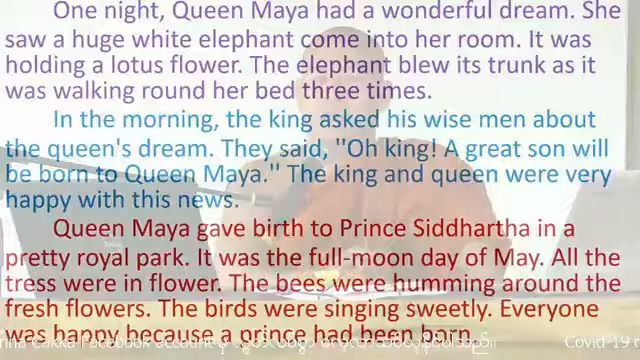 One night, Queen Maya had a wonderful dream. She
saw a huge white elephant come into her room. It was
holding a lotus flower. The elephant blew its trunk as it
was walking round her bed three times.
In the morning, the king asked his wise men about
the queen's dream. They said, "Oh king! A great son will
be born to Queen Maya." The king and queen were very
happy with this news.
Queen Maya gave birth to Prince Siddhartha in a
pretty royal park. It was the full-moon day of May. All the
tress were in flower. The bees were humming around the
fresh flowers. The birds were singing sweetly. Everyone
was happy because a prince had been born.
Cakka Facebook account Covid-19